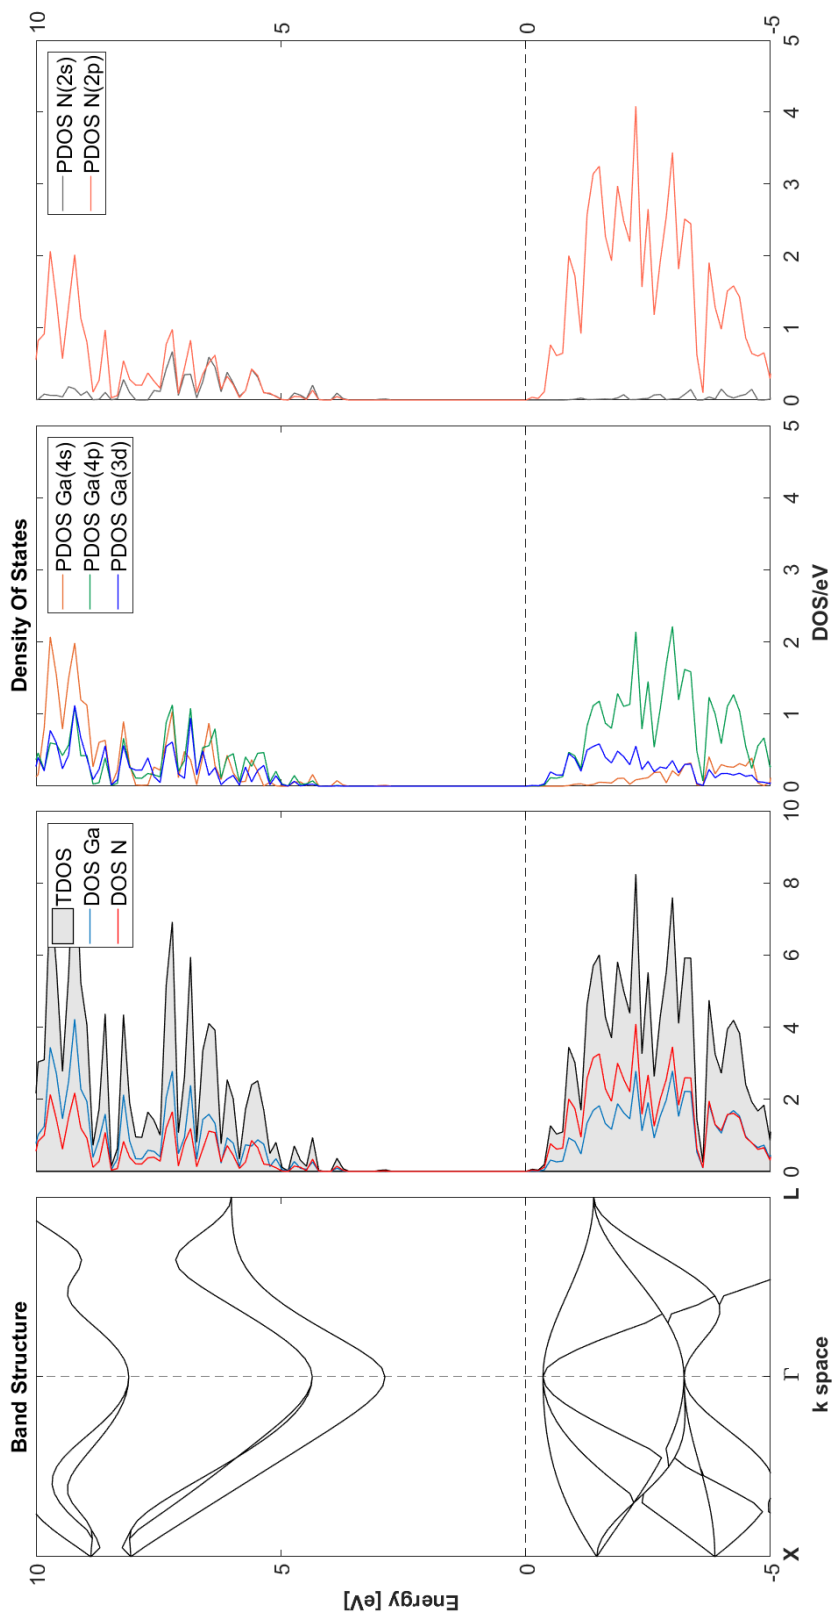 Band Structure
Density Of States
Energy [eV]
10
5
0
-5
X
Γ
L
k space
TDOS
DOS Ga
DOS N
0
2
4
6
8
10
PDOS Ga(4s)
PDOS Ga(4p)
PDOS Ga(3d)
0
1
2
3
4
5
DOS/eV
PDOS N(2s)
PDOS N(2p)
0
1
2
3
4
5
10
5
0
-5